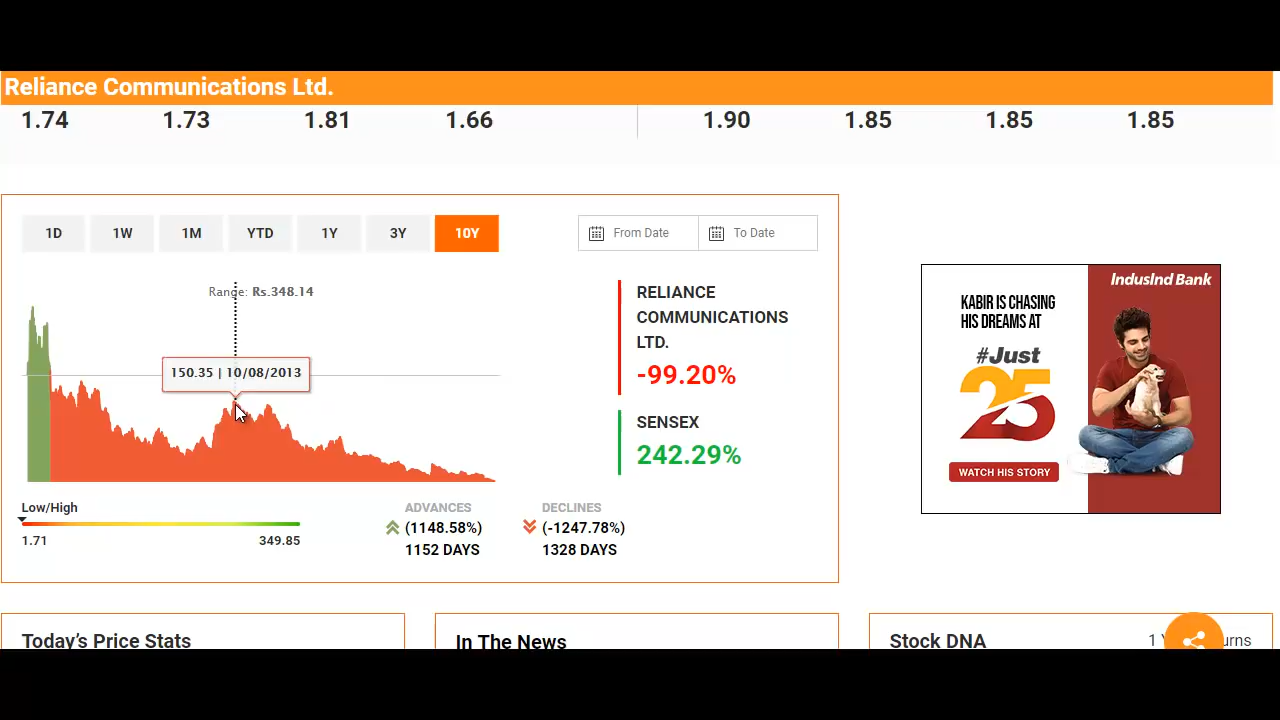 Reliance Communications Ltd.
1.74 1.73 1.81 1.66 1.90 1.85 1.85 1.85
1D 1W 1M YTD 1Y 3Y 10Y
From Date To Date
Range: Rs.348.14
150.35 | 10/08/2013
RELIANCE
COMMUNICATIONS
LTD.
-99.20%
SENSEX
242.29%
Low/High
1.71 349.85
ADVANCES
(1148.58%)
1152 DAYS
DECLINES
(-1247.78%)
1328 DAYS
IndusInd Bank
KABIR IS CHASING
HIS DREAMS AT
#Just
25
WATCH HIS STORY
Today's Price Stats
In The News
Stock DNA
1